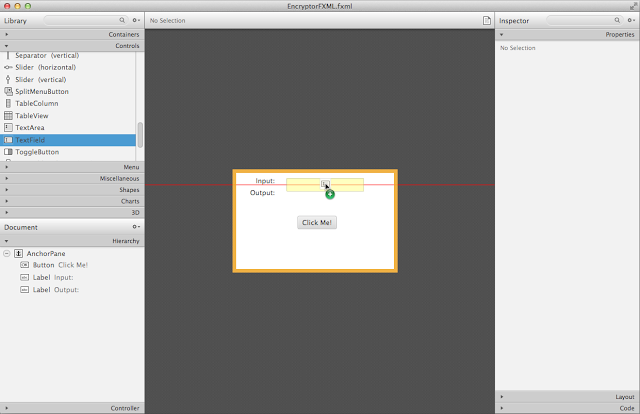 EncryptorFXML.fxml
Library
No Selection
Inspector
Containers
Controls
Separator (vertical)
Slider (horizontal)
Slider (vertical)
SplitMenuButton
TableColumn
TableView
TextArea
TextField
ToggleButton
Menu
Miscellaneous
Shapes
Charts
3D
Document
Hierarchy
AnchorPane
Button Click Me!
Label Input:
Label Output:
Controller
Input:
Output:
Click Me!
Properties
No Selection
Layout
Code